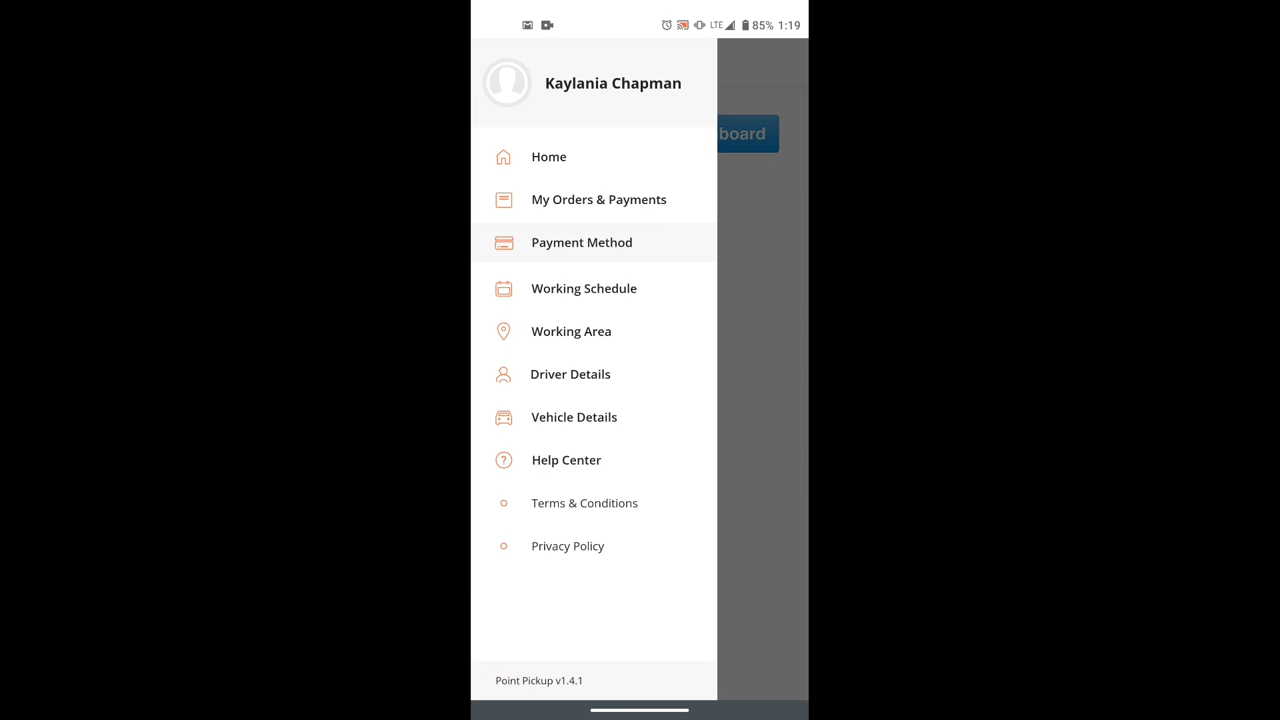 LTE 85% 1:19
Kaylania Chapman
board
Home
My Orders & Payments
Payment Method
Working Schedule
Working Area
Driver Details
Vehicle Details
Help Center
Terms & Conditions
Privacy Policy
Point Pickup v1.4.1